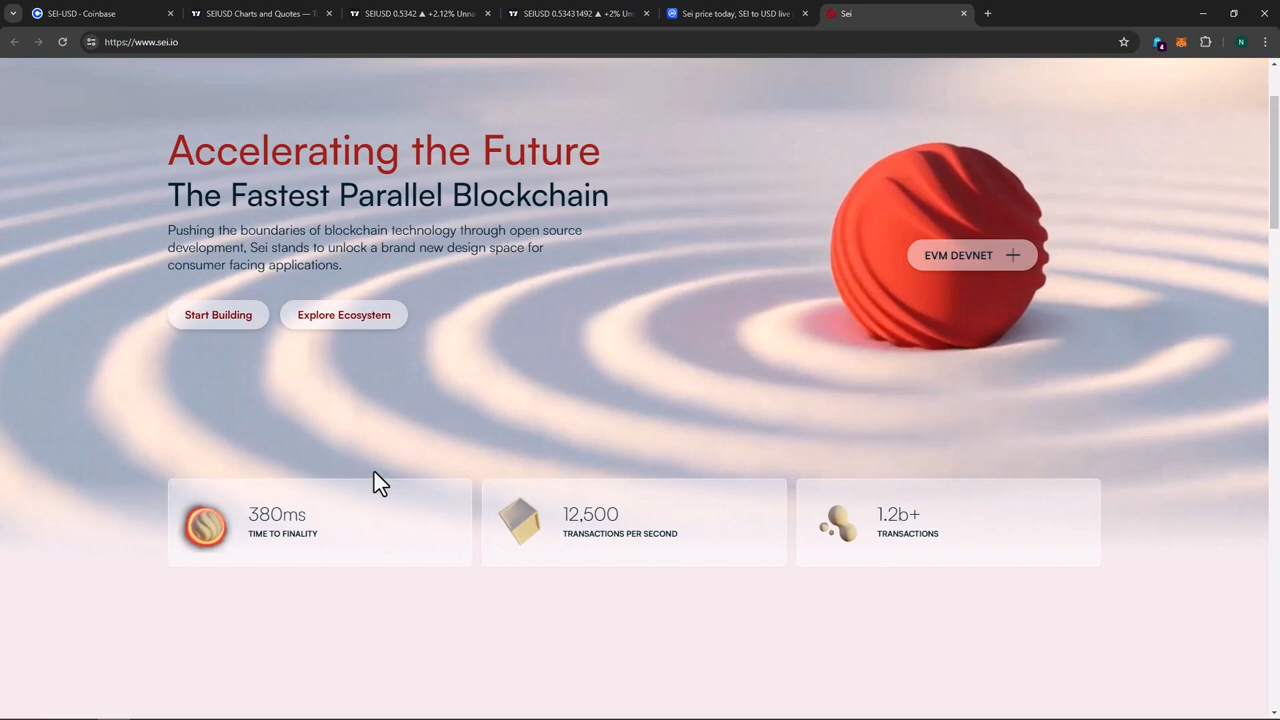 SEI-USD - Coinbase
SEIUSD Charts and Quotes — T
SEIUSD 0.5342 ▲ +2.12% Unn
SEIUSD 0.53431492 ▲ +2% Un
Sei price today, SEI to USD live
Sei
https://www.sei.io
4
N
Accelerating the Future
The Fastest Parallel Blockchain
Pushing the boundaries of blockchain technology through open source
development, Sei stands to unlock a brand new design space for
consumer facing applications.
EVM DEVNET
Start Building
Explore Ecosystem
380ms
TIME TO FINALITY
12,500
TRANSACTIONS PER SECOND
1.2b+
TRANSACTIONS